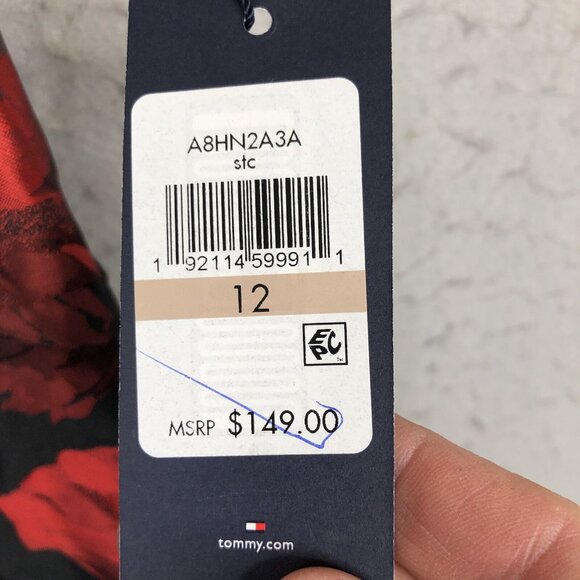 A8HN2A3A
stc
1 92114 59991 1
12
EPC
MSRP $149.00
tommy.com